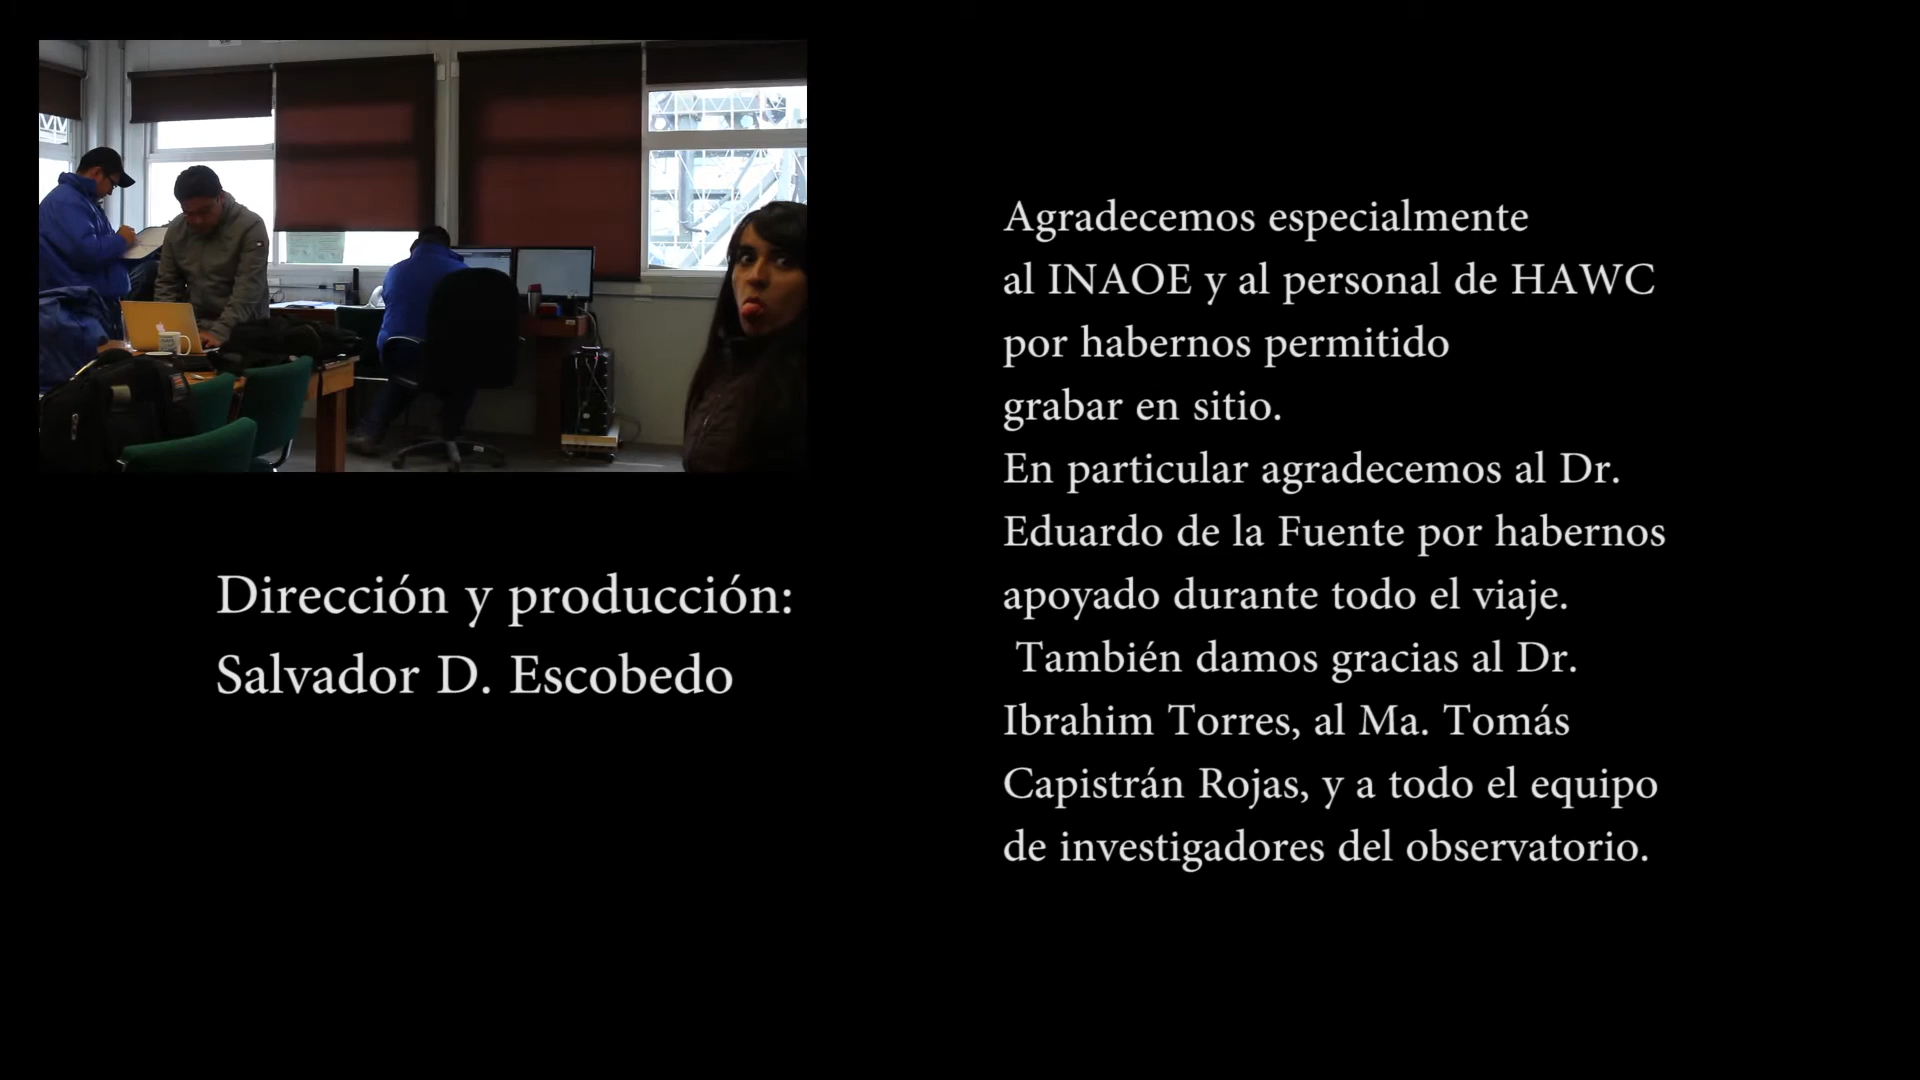 Dirección y producción:
Salvador D. Escobedo
Agradecemos especialmente
al INAOE y al personal de HAWC
por habernos permitido
grabar en sitio.
En particular agradecemos al Dr.
Eduardo de la Fuente por habernos
apoyado durante todo el viaje.
También damos gracias al Dr.
Ibrahim Torres, al Ma. Tomás
Capistrán Rojas, y a todo el equipo
de investigadores del observatorio.